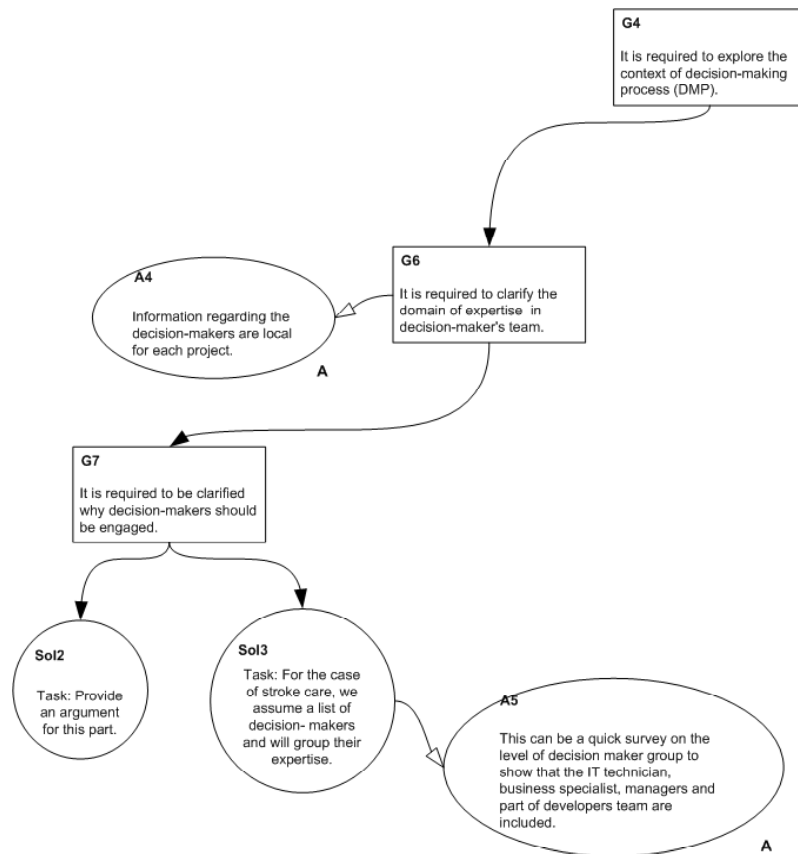 G4
It is required to explore the
context of decision-making
process (DMP).
G6
It is required to clarify the
domain of expertise in
decision-maker's team.
A4
Information regarding the
decision-makers are local
for each project.
A
G7
It is required to be clarified
why decision-makers should
be engaged.
Sol2
Task: Provide
an argument
for this part.
Sol3
Task: For the case
of stroke care, we
assume a list of
decision- makers
and will group their
expertise.
A5
This can be a quick survey on the
level of decision maker group to
show that the IT technician,
business specialist, managers and
part of developers team are
included.
A